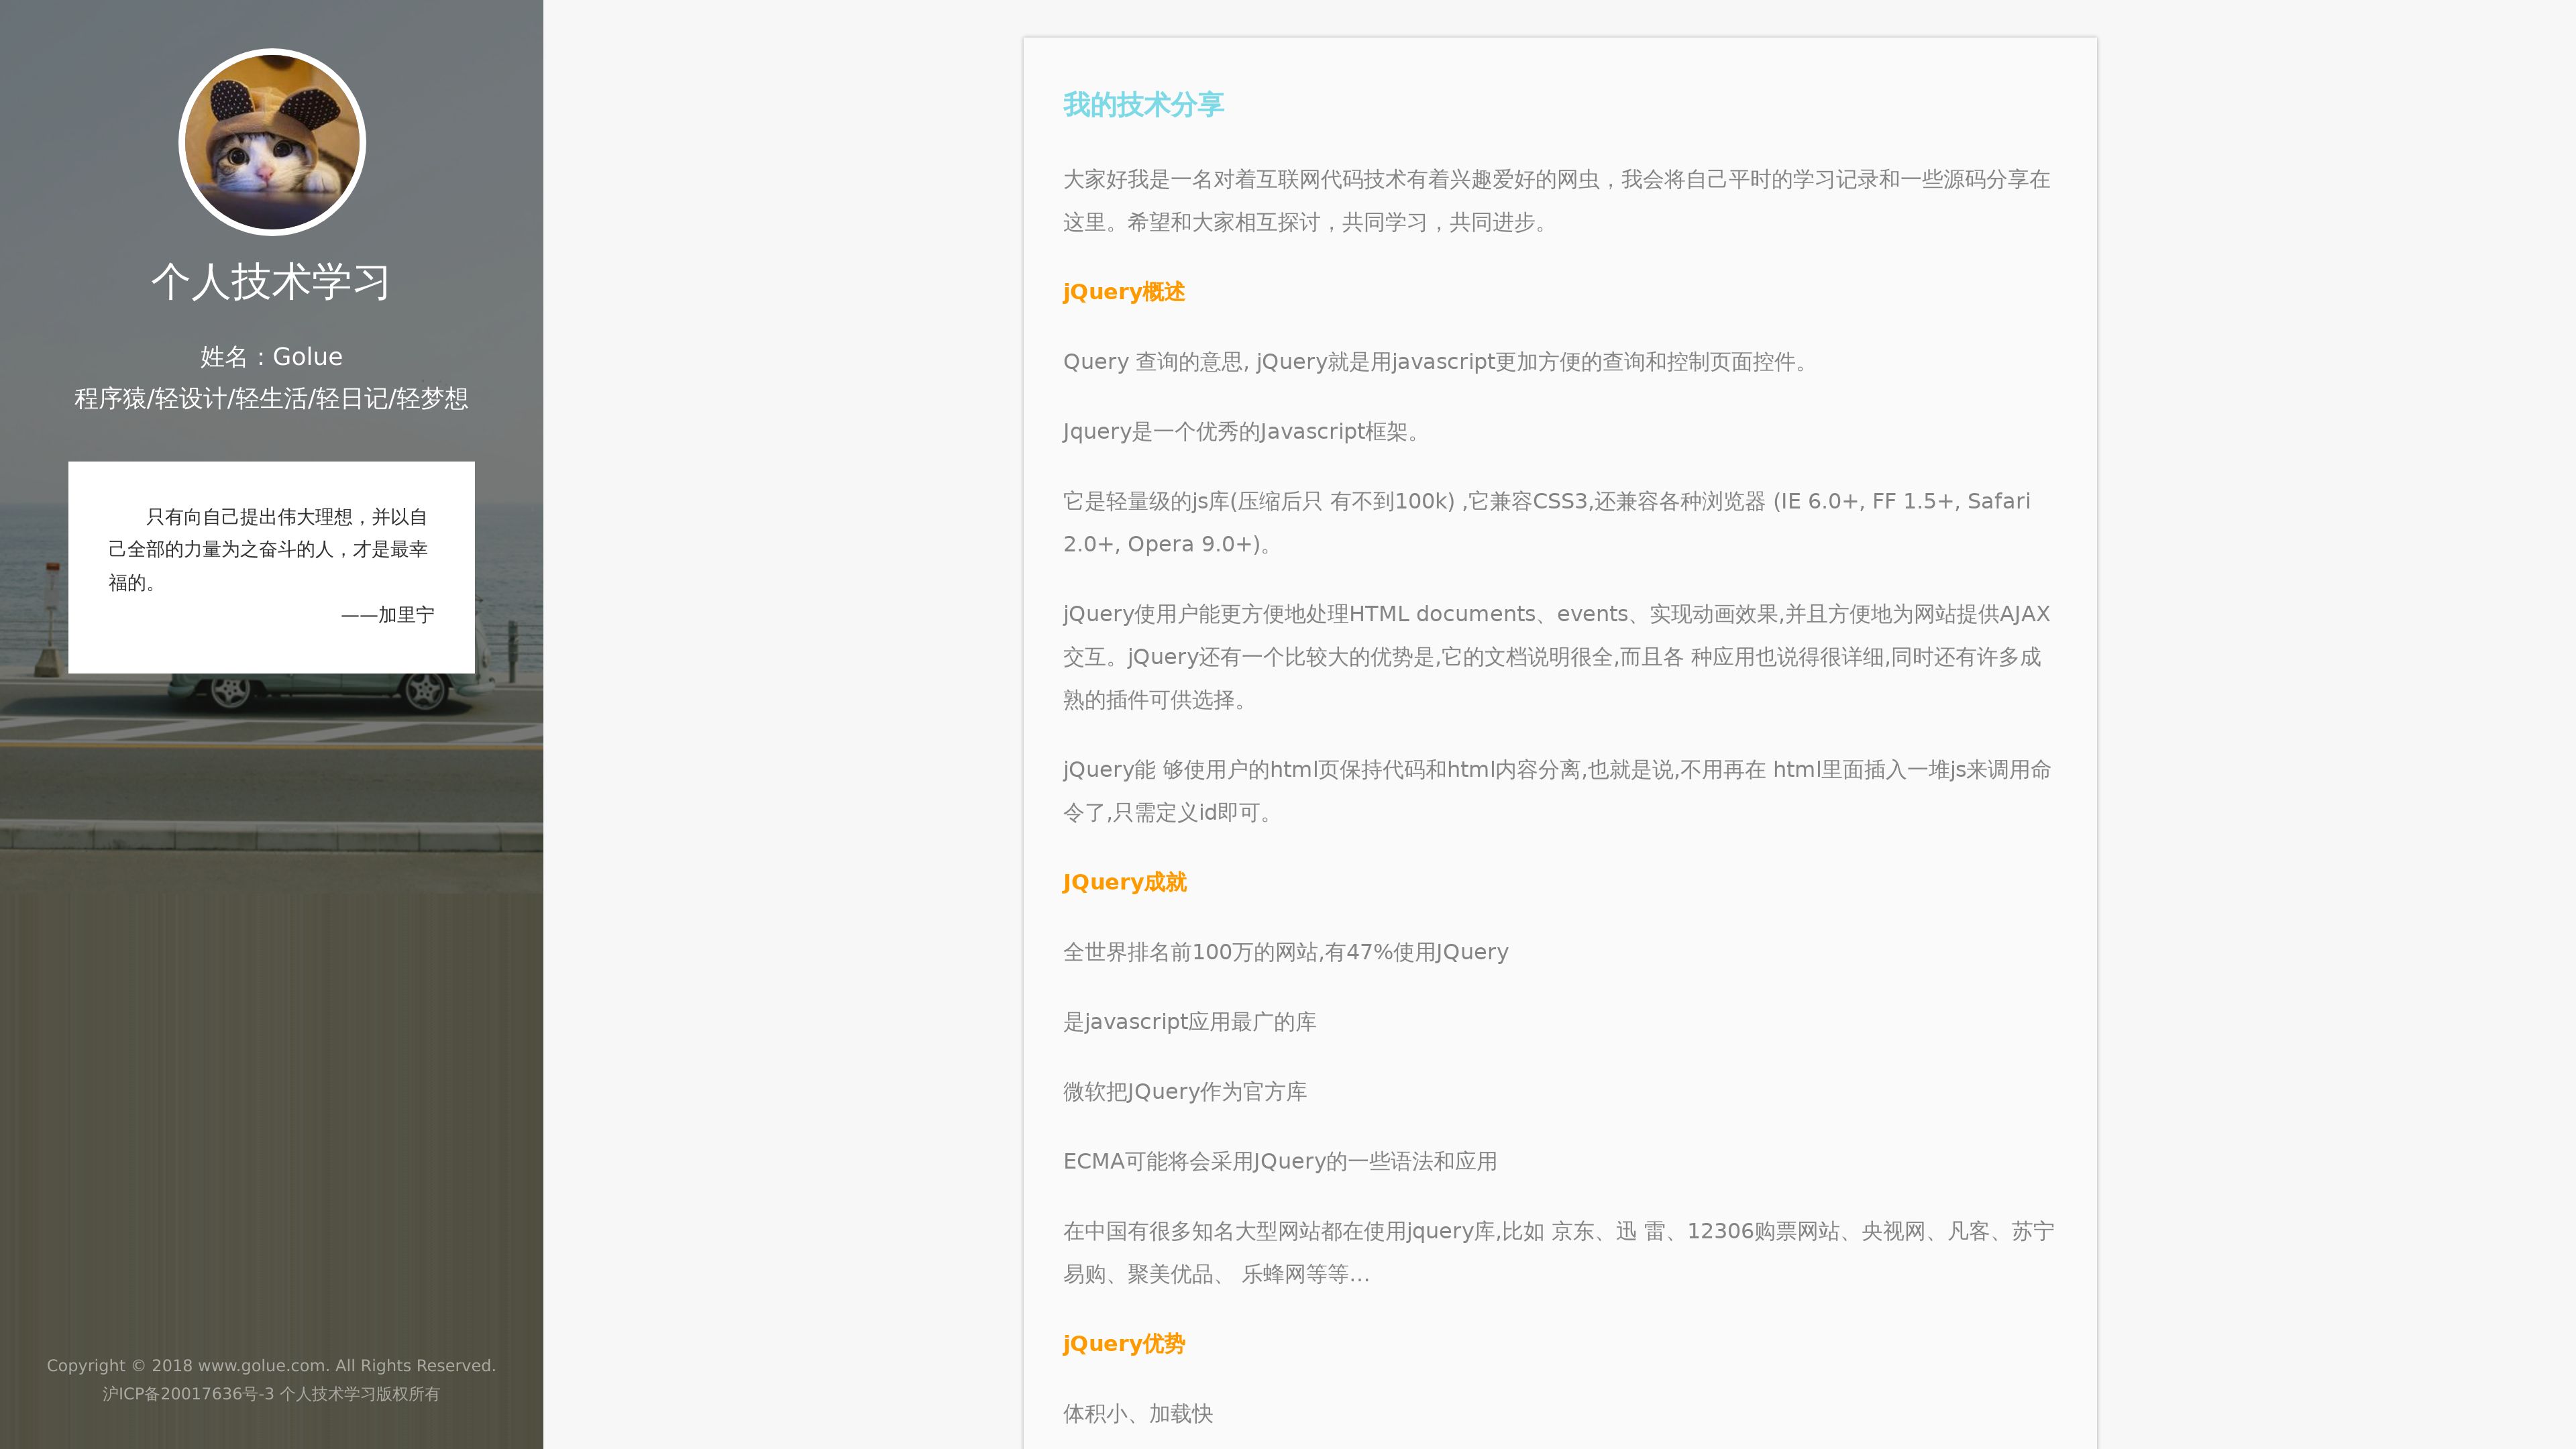 个人技术学习
姓名：Golue
程序猿/轻设计/轻生活/轻日记/轻梦想
只有向自己提出伟大理想，并以自
己全部的力量为之奋斗的人，才是最幸
福的。
——加里宁
Copyright © 2018 www.golue.com. All Rights Reserved.
沪ICP备20017636号-3 个人技术学习版权所有
我的技术分享
大家好我是一名对着互联网代码技术有着兴趣爱好的网虫，我会将自己平时的学习记录和一些源码分享在
这里。希望和大家相互探讨，共同学习，共同进步。
jQuery概述
Query 查询的意思, jQuery就是用javascript更加方便的查询和控制页面控件。
Jquery是一个优秀的Javascript框架。
它是轻量级的js库(压缩后只 有不到100k) ,它兼容CSS3,还兼容各种浏览器 (IE 6.0+, FF 1.5+, Safari
2.0+, Opera 9.0+)。
jQuery使用户能更方便地处理HTML documents、events、实现动画效果,并且方便地为网站提供AJAX
交互。jQuery还有一个比较大的优势是,它的文档说明很全,而且各 种应用也说得很详细,同时还有许多成
熟的插件可供选择。
jQuery能 够使用户的html页保持代码和html内容分离,也就是说,不用再在 html里面插入一堆js来调用命
令了,只需定义id即可。
JQuery成就
全世界排名前100万的网站,有47%使用JQuery
是javascript应用最广的库
微软把JQuery作为官方库
ECMA可能将会采用JQuery的一些语法和应用
在中国有很多知名大型网站都在使用jquery库,比如 京东、迅 雷、12306购票网站、央视网、凡客、苏宁
易购、聚美优品、 乐蜂网等等...
jQuery优势
体积小、加载快